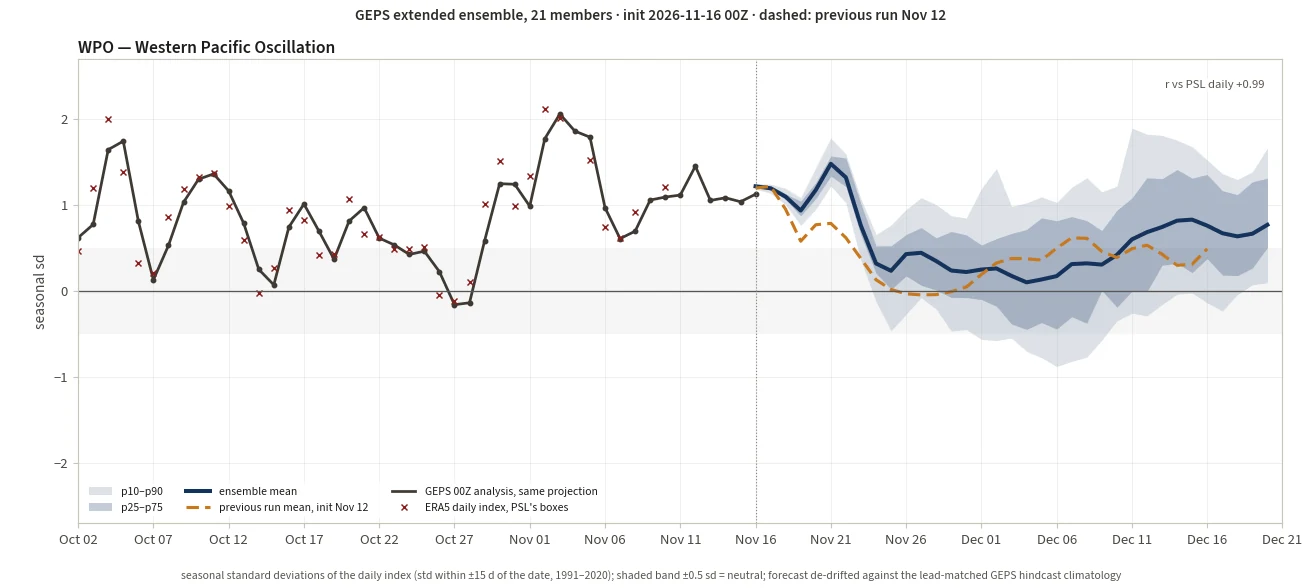 GEPS extended ensemble, 21 members · init 2026-11-16 00Z · dashed: previous run Nov 12
WPO — Western Pacific Oscillation
r vs PSL daily +0.99
seasonal sd
2
1
0
−1
−2
p10–p90
ensemble mean
GEPS 00Z analysis, same projection
p25–p75
previous run mean, init Nov 12
ERA5 daily index, PSL's boxes
Oct 02 Oct 07 Oct 12 Oct 17 Oct 22 Oct 27 Nov 01 Nov 06 Nov 11 Nov 16 Nov 21 Nov 26 Dec 01 Dec 06 Dec 11 Dec 16 Dec 21
seasonal standard deviations of the daily index (std within ±15 d of the date, 1991–2020); shaded band ±0.5 sd = neutral; forecast de-drifted against the lead-matched GEPS hindcast climatology